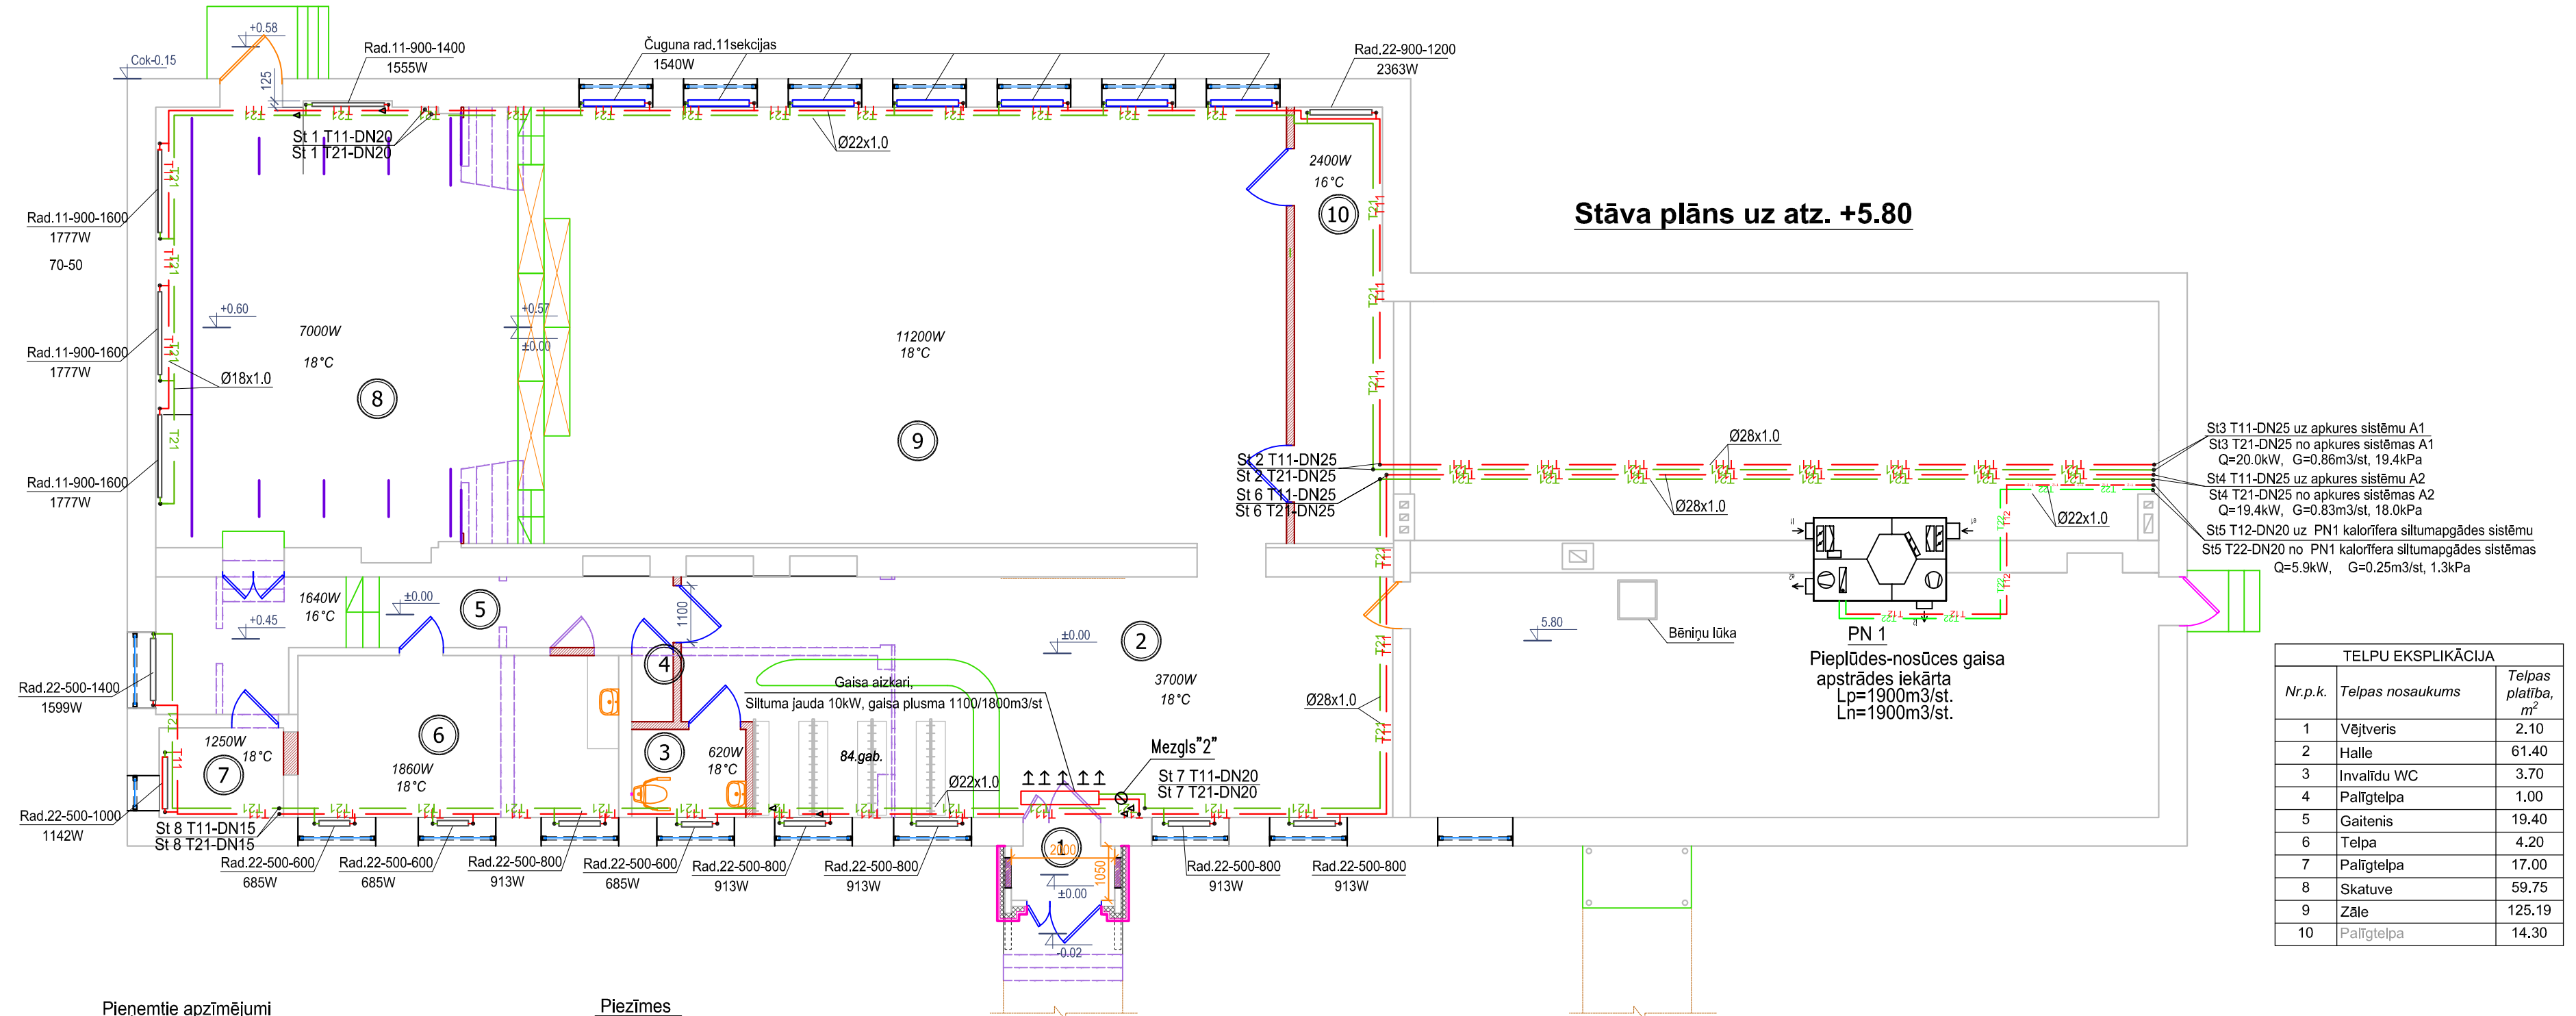 +0.58
Cok-0.15
125
Rad.11-900-1400
1555W
Čuguna rad.11sekcijas
1540W
Rad.22-900-1200
2363W
St 1 T11-DN20
St 1 T21-DN20
Ø22x1.0
2400W
16°C
10
Stāva plāns uz atz. +5.80
Rad.11-900-1600
1777W
70-50
+0.60
7000W
18°C
+0.57
±0.00
11200W
18°C
Rad.11-900-1600
1777W
Ø18x1.0
8
9
Rad.11-900-1600
1777W
St 2 T11-DN25
St 2 T21-DN25
St 6 T11-DN25
St 6 T21-DN25
Ø28x1.0
Ø28x1.0
Ø22x1.0
St3 T11-DN25 uz apkures sistēmu A1
St3 T21-DN25 no apkures sistēmas A1
Q=20.0kW, G=0.86m3/st, 19.4kPa
St4 T11-DN25 uz apkures sistēmu A2
St4 T21-DN25 no apkures sistēmas A2
Q=19.4kW, G=0.83m3/st, 18.0kPa
St5 T12-DN20 uz PN1 kalorīfera siltumapgādes sistēmu
St5 T22-DN20 no PN1 kalorīfera siltumapgādes sistēmas
Q=5.9kW, G=0.25m3/st, 1.3kPa
1640W
16°C
±0.00
5
+0.45
1100
4
±0.00
2
5.80
Bēniņu lūka
PN 1
Pieplūdes-nosūces gaisa
apstrādes iekārta
Lp=1900m3/st.
Ln=1900m3/st.
Rad.22-500-1400
1599W
Gaisa aizkari,
Siltuma jauda 10kW, gaisa plusma 1100/1800m3/st
3700W
18°C
Ø28x1.0
1250W
18°C
7
6
1860W
18°C
3
620W
18°C
84.gab.
Ø22x1.0
Mezgls"2"
St 7 T11-DN20
St 7 T21-DN20
Rad.22-500-1000
1142W
St 8 T11-DN15
St 8 T21-DN15
Rad.22-500-600
685W
Rad.22-500-600
685W
Rad.22-500-800
913W
Rad.22-500-600
685W
Rad.22-500-800
913W
Rad.22-500-800
913W
1
2000
1050
±0.00
-0.02
Rad.22-500-800
913W
Rad.22-500-800
913W
TELPU EKSPLIKĀCIJA
Nr.p.k. Telpas nosaukums Telpas platība, m²
1 Vējtveris 2.10
2 Halle 61.40
3 Invalīdu WC 3.70
4 Palīgtelpa 1.00
5 Gaitenis 19.40
6 Telpa 4.20
7 Palīgtelpa 17.00
8 Skatuve 59.75
9 Zāle 125.19
10 Palīgtelpa 14.30
Pieņemtie apzīmējumi
Piezīmes